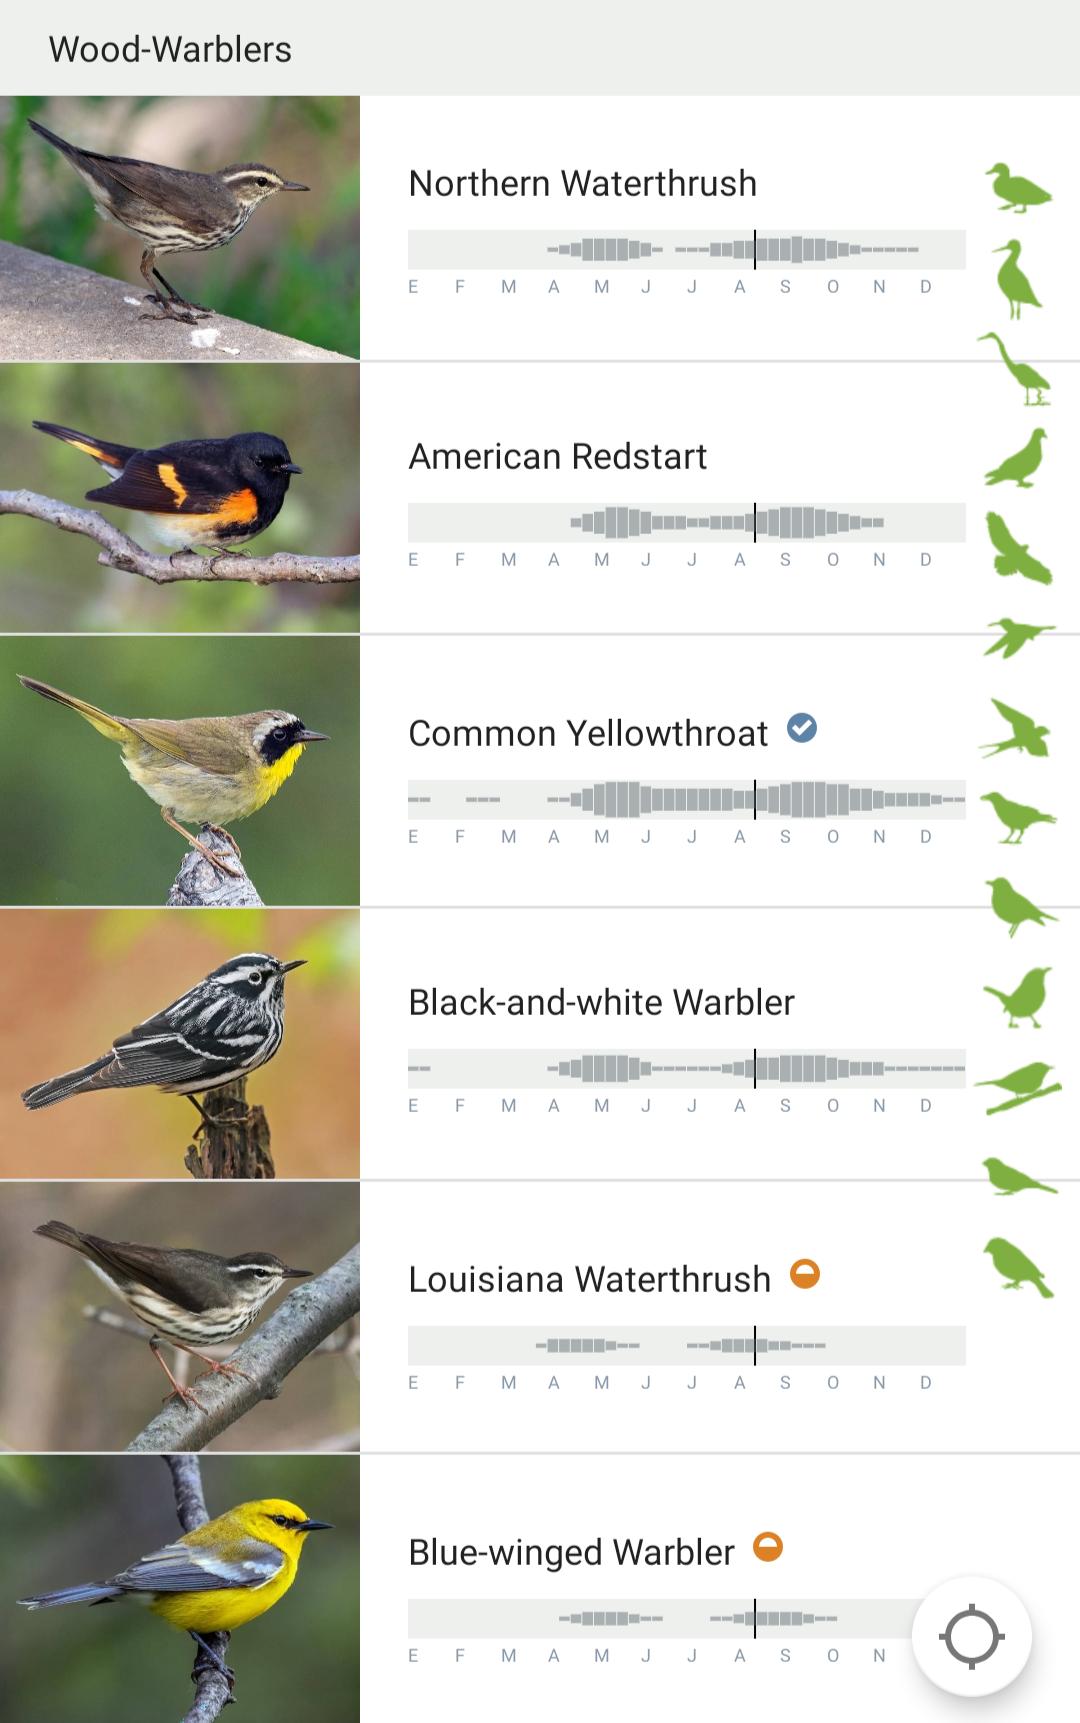 Wood-Warblers
Northern Waterthrush
E F M A M J J A S O N D
American Redstart
E F M A M J J A S O N D
Common Yellowthroat
E F M A M J J A S O N D
Black-and-white Warbler
E F M A M J J A S O N D
Louisiana Waterthrush
E F M A M J J A S O N D
Blue-winged Warbler
E F M A M J J A S O N